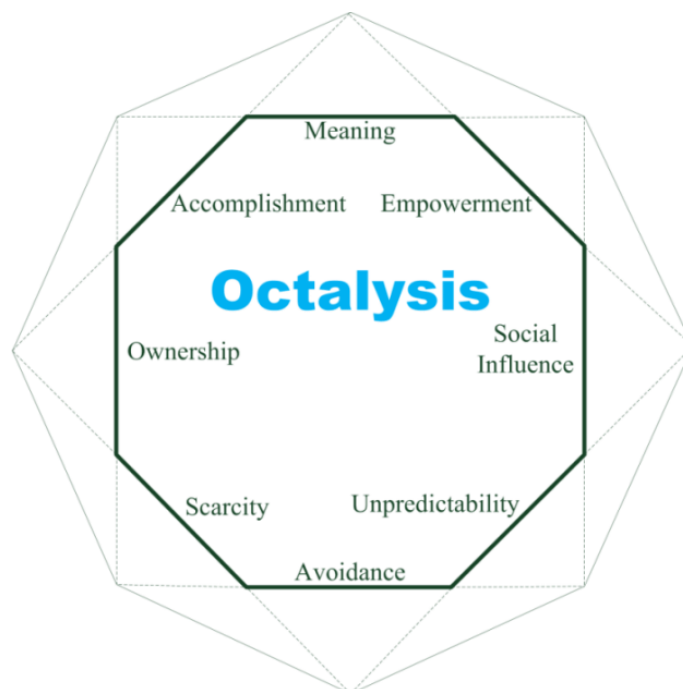 Meaning
Accomplishment
Empowerment
Octalysis
Ownership
Social
Influence
Scarcity
Unpredictability
Avoidance